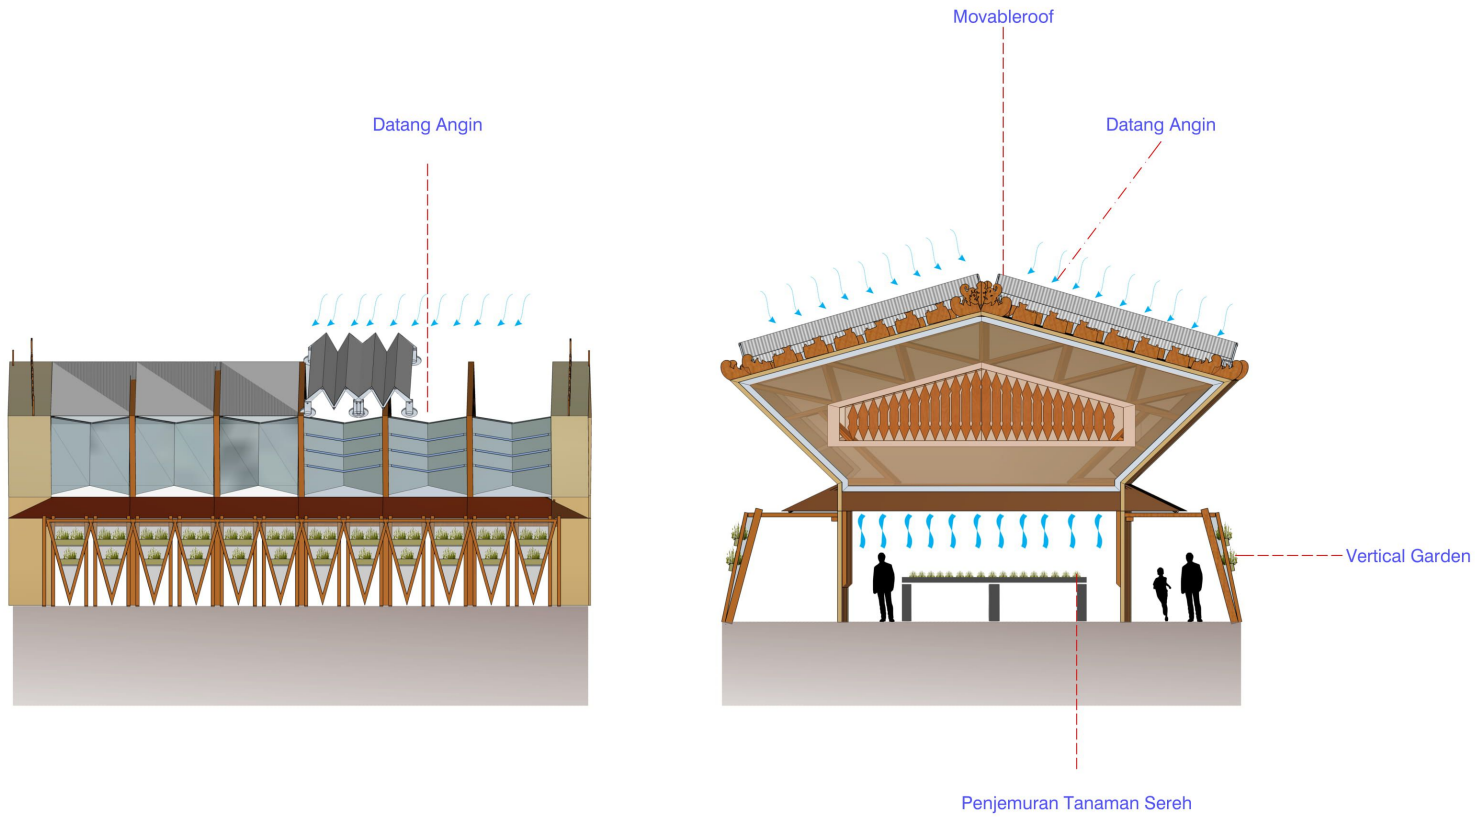 Movableroof
Datang Angin
Datang Angin
Vertical Garden
Penjemuran Tanaman Sereh